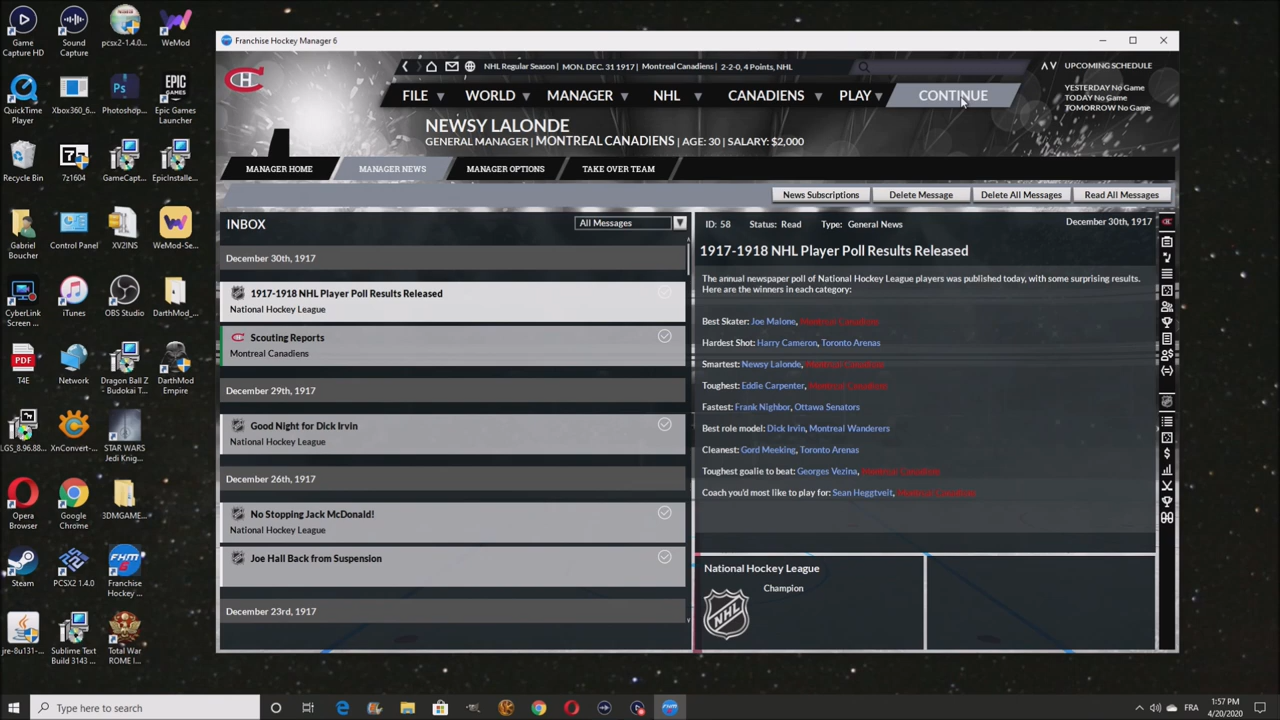 Franchise Hockey Manager 6
NHL Regular Season | MON. DEC. 31 1917 | Montreal Canadiens | 2-2-0, 4 Points, NHL
UPCOMING SCHEDULE
YESTERDAY No Game
TODAY No Game
TOMORROW No Game
FILE WORLD MANAGER NHL CANADIENS PLAY CONTINUE
NEWSY LALONDE
GENERAL MANAGER | MONTREAL CANADIENS | AGE: 30 | SALARY: $2,000
MANAGER HOME MANAGER NEWS MANAGER OPTIONS TAKE OVER TEAM
News Subscriptions Delete Message Delete All Messages Read All Messages
INBOX All Messages
December 30th, 1917
1917-1918 NHL Player Poll Results Released
National Hockey League
Scouting Reports
Montreal Canadiens
December 29th, 1917
Good Night for Dick Irvin
National Hockey League
December 26th, 1917
No Stopping Jack McDonald!
National Hockey League
Joe Hall Back from Suspension
December 23rd, 1917
ID: 58 Status: Read Type: General News December 30th, 1917
1917-1918 NHL Player Poll Results Released
The annual newspaper poll of National Hockey League players was published today, with some surprising results.
Here are the winners in each category:
Best Skater: Joe Malone, Montreal Canadiens
Hardest Shot: Harry Cameron, Toronto Arenas
Smartest: Newsy Lalonde, Montreal Canadiens
Toughest: Eddie Carpenter, Montreal Canadiens
Fastest: Frank Nighbor, Ottawa Senators
Best role model: Dick Irvin, Montreal Wanderers
Cleanest: Gord Meeking, Toronto Arenas
Toughest goalie to beat: Georges Vezina, Montreal Canadiens
Coach you'd most like to play for: Sean Heggtveit, Montreal Canadiens
National Hockey League
Champion
NHL
Game
Capture HD
Sound
Capture
pcsx2-1.4.0...
WeMod
QuickTime
Player
Xbox360_6...
Photoshop...
Epic Games
Launcher
Recycle Bin
7z1604
GameCapt...
EpicInstalle...
Gabriel
Boucher
Control Panel
XV2INS
WeMod-Se...
CyberLink
Screen ...
iTunes
OBS Studio
DarthMod_...
T4E
Network
Dragon Ball Z
- Budokai T...
DarthMod
Empire
LGS_8.96.88...
XnConvert-...
STAR WARS
Jedi Knig...
Opera
Browser
Google
Chrome
3DMGAME...
Steam
PCSX2 1.4.0
Franchise
Hockey ...
jre-8u131-...
Sublime Text
Build 3143 ...
Total War
ROME I...
Type here to search
FRA
1:57 PM
4/20/2020